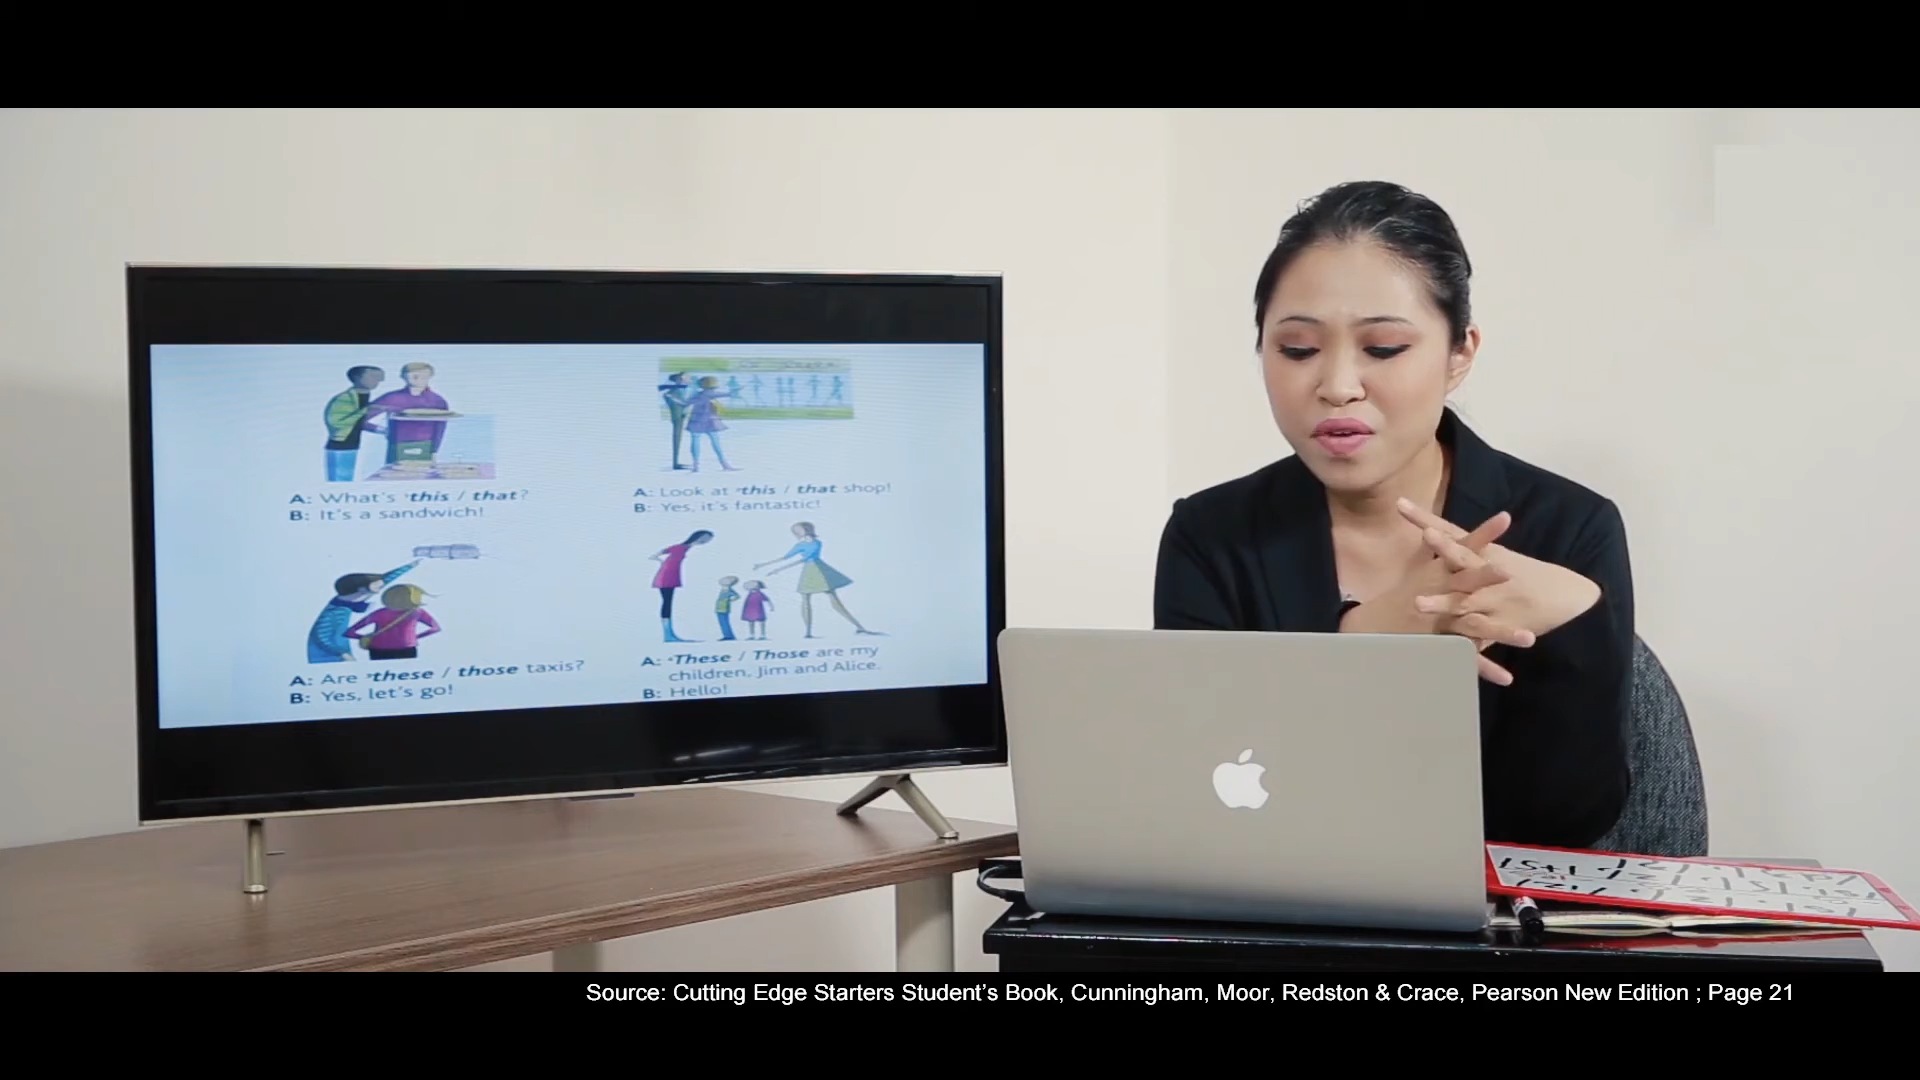 A: What's this / that?
B: It's a sandwich!
A: Look at this / that shop!
B: Yes, it's fantastic!
A: Are these / those taxis?
B: Yes, let's go!
A: These / Those are my
children, Jim and Alice.
B: Hello!
Source: Cutting Edge Starters Student’s Book, Cunningham, Moor, Redston & Crace, Pearson New Edition ; Page 21